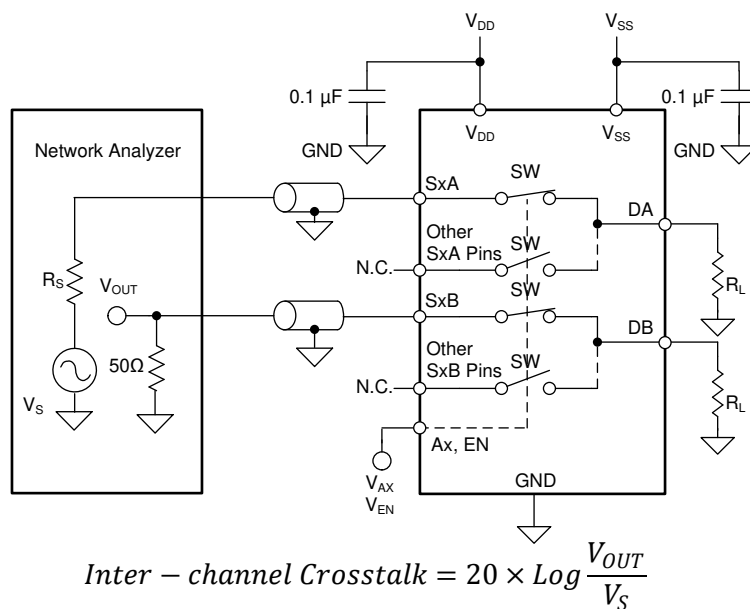 V_DD
V_SS
0.1 µF
0.1 µF
V_DD
V_SS
GND
GND
Network Analyzer
SxA
SW
DA
Other
SxA Pins
SW
N.C.
R_S
V_OUT
R_L
SxB
SW
DB
50Ω
Other
SxB Pins
SW
N.C.
V_S
R_L
Ax, EN
V_AX
V_EN
GND
Inter − channel Crosstalk = 20 × Log V_OUT / V_S